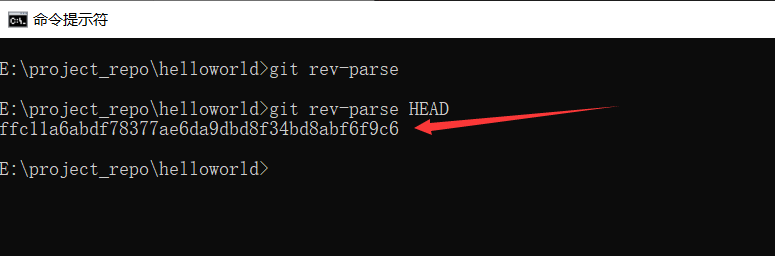 命令提示符
E:\project_repo\helloworld>git rev-parse
E:\project_repo\helloworld>git rev-parse HEAD
ffc11a6abdf78377ae6da9dbd8f34bd8abf6f9c6
E:\project_repo\helloworld>